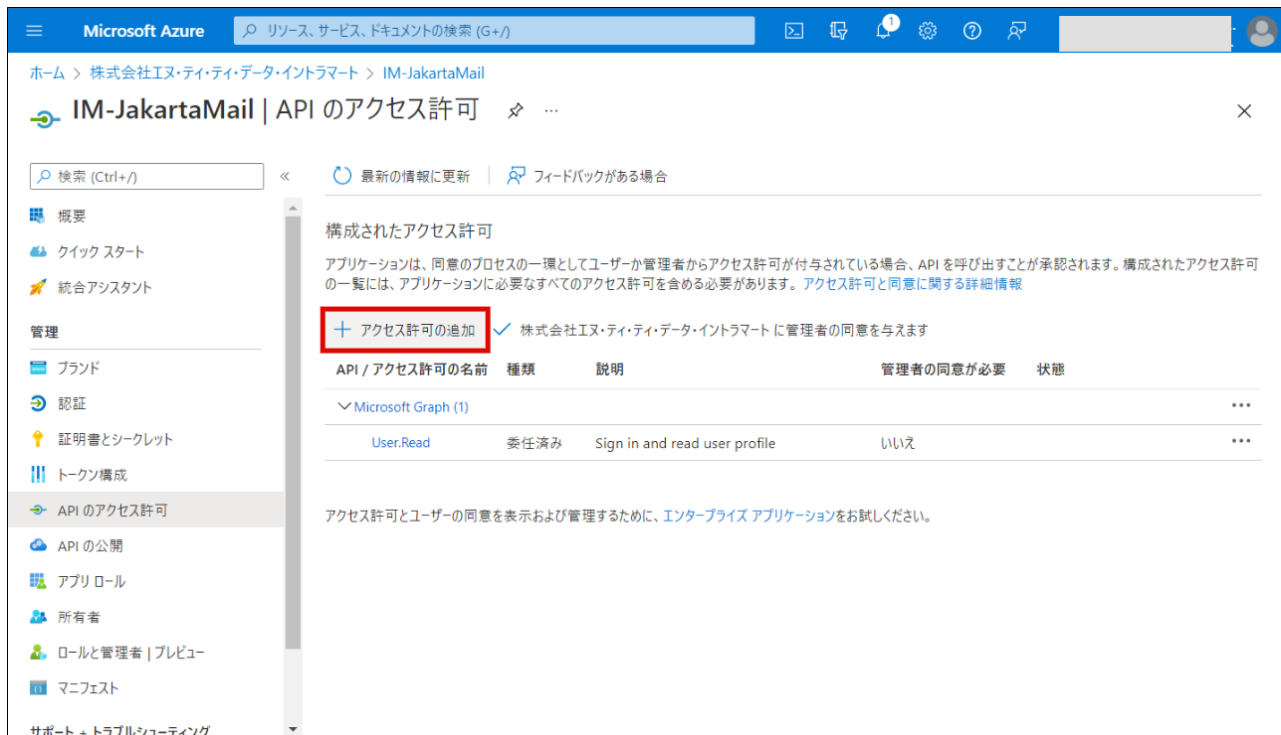 Microsoft Azure
リソース、サービス、ドキュメントの検索 (G+/)
1
ホーム > 株式会社エヌ・ティ・ティ・データ・イントラマート > IM-JakartaMail
IM-JakartaMail | API のアクセス許可
検索 (Ctrl+/)
最新の情報に更新
フィードバックがある場合
概要
クイック スタート
統合アシスタント
管理
ブランド
認証
証明書とシークレット
トークン構成
API のアクセス許可
API の公開
アプリ ロール
所有者
ロールと管理者 | プレビュー
マニフェスト
サポート + トラブルシューティング
構成されたアクセス許可
アプリケーションは、同意のプロセスの一環としてユーザーか管理者からアクセス許可が付与されている場合、API を呼び出すことが承認されます。構成されたアクセス許可
の一覧には、アプリケーションに必要なすべてのアクセス許可を含める必要があります。アクセス許可と同意に関する詳細情報
アクセス許可の追加
株式会社エヌ・ティ・ティ・データ・イントラマート に管理者の同意を与えます
API / アクセス許可の名前 種類 説明 管理者の同意が必要 状態
Microsoft Graph (1)
User.Read 委任済み Sign in and read user profile いいえ
アクセス許可とユーザーの同意を表示および管理するために、エンタープライズ アプリケーションをお試しください。